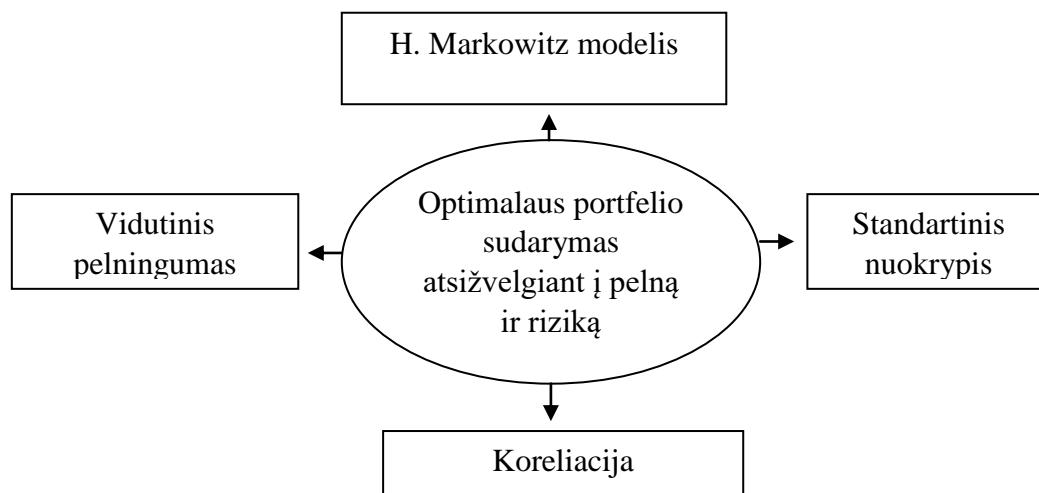 H. Markowitz modelis
Vidutinis
pelningumas
Optimalaus portfelio
sudarymas
atsižvelgiant į pelną
ir riziką
Standartinis
nuokrypis
Koreliacija